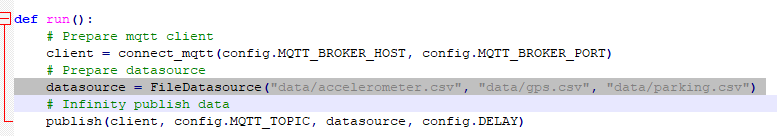 def run():
    # Prepare mqtt client
    client = connect_mqtt(config.MQTT_BROKER_HOST, config.MQTT_BROKER_PORT)
    # Prepare datasource
    datasource = FileDatasource("data/accelerometer.csv", "data/gps.csv", "data/parking.csv")
    # Infinity publish data
    publish(client, config.MQTT_TOPIC, datasource, config.DELAY)